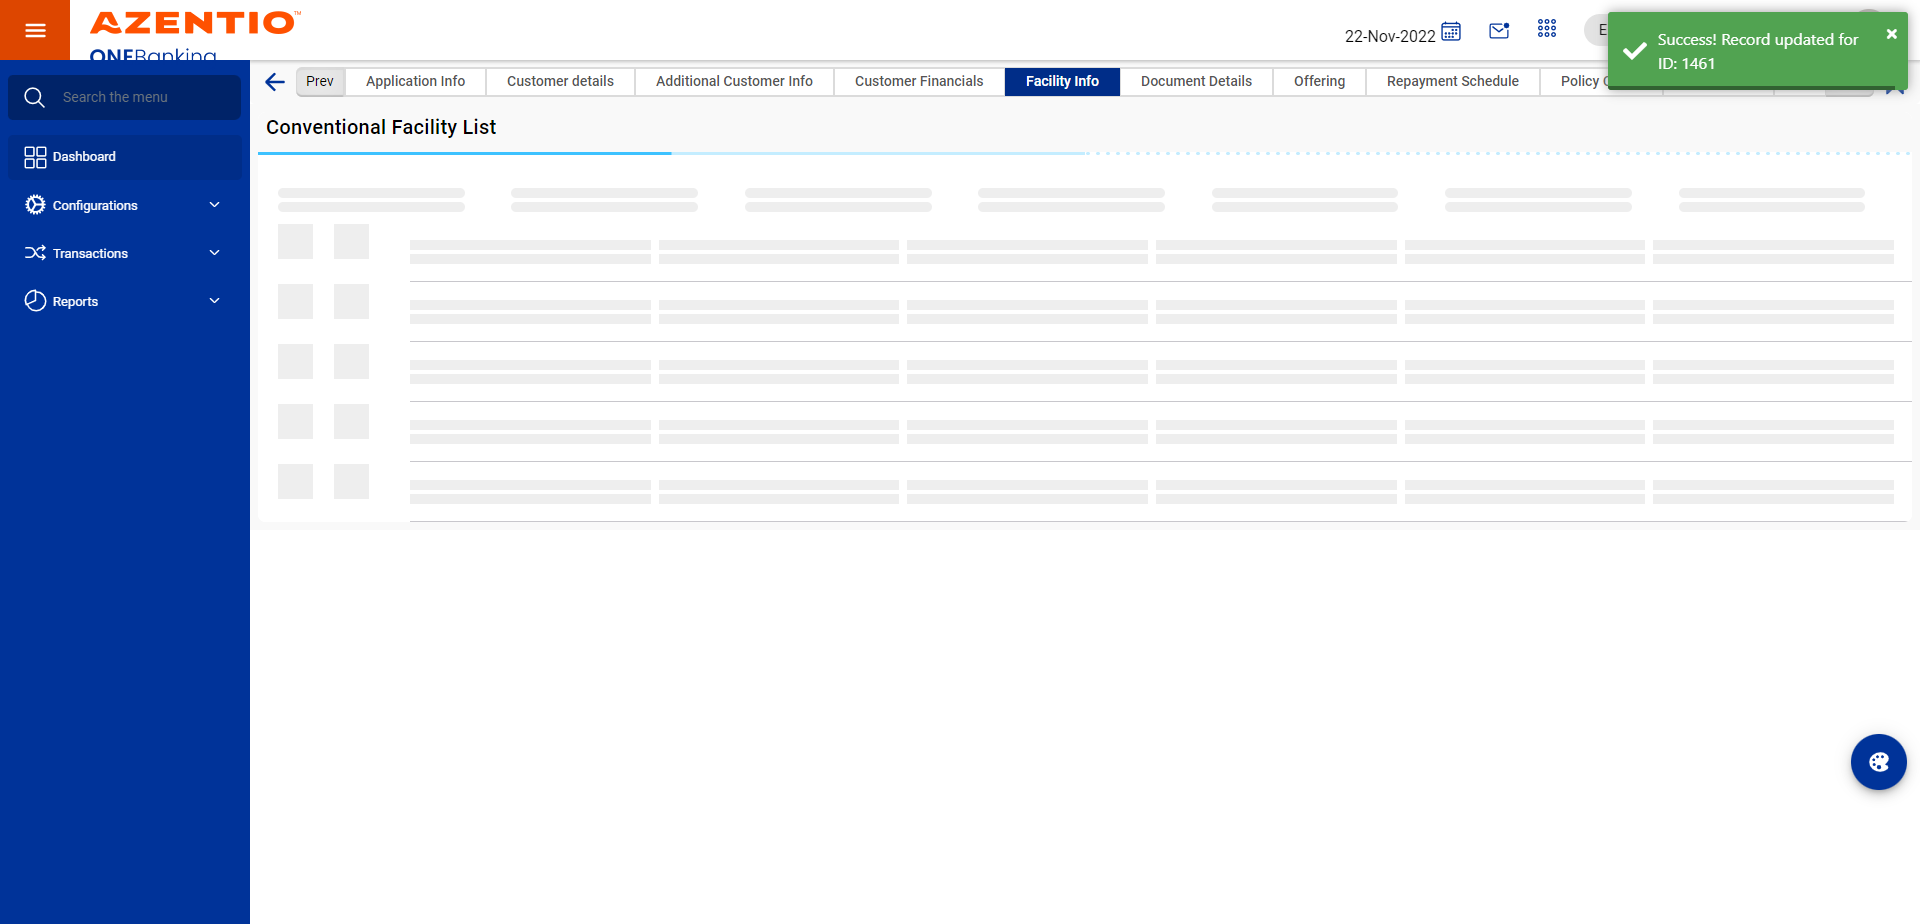 AZENTIO™
ONEBanking
22-Nov-2022
Success! Record updated for
ID: 1461
Search the menu
Dashboard
Configurations
Transactions
Reports
Prev
Application Info
Customer details
Additional Customer Info
Customer Financials
Facility Info
Document Details
Offering
Repayment Schedule
Policy
Conventional Facility List